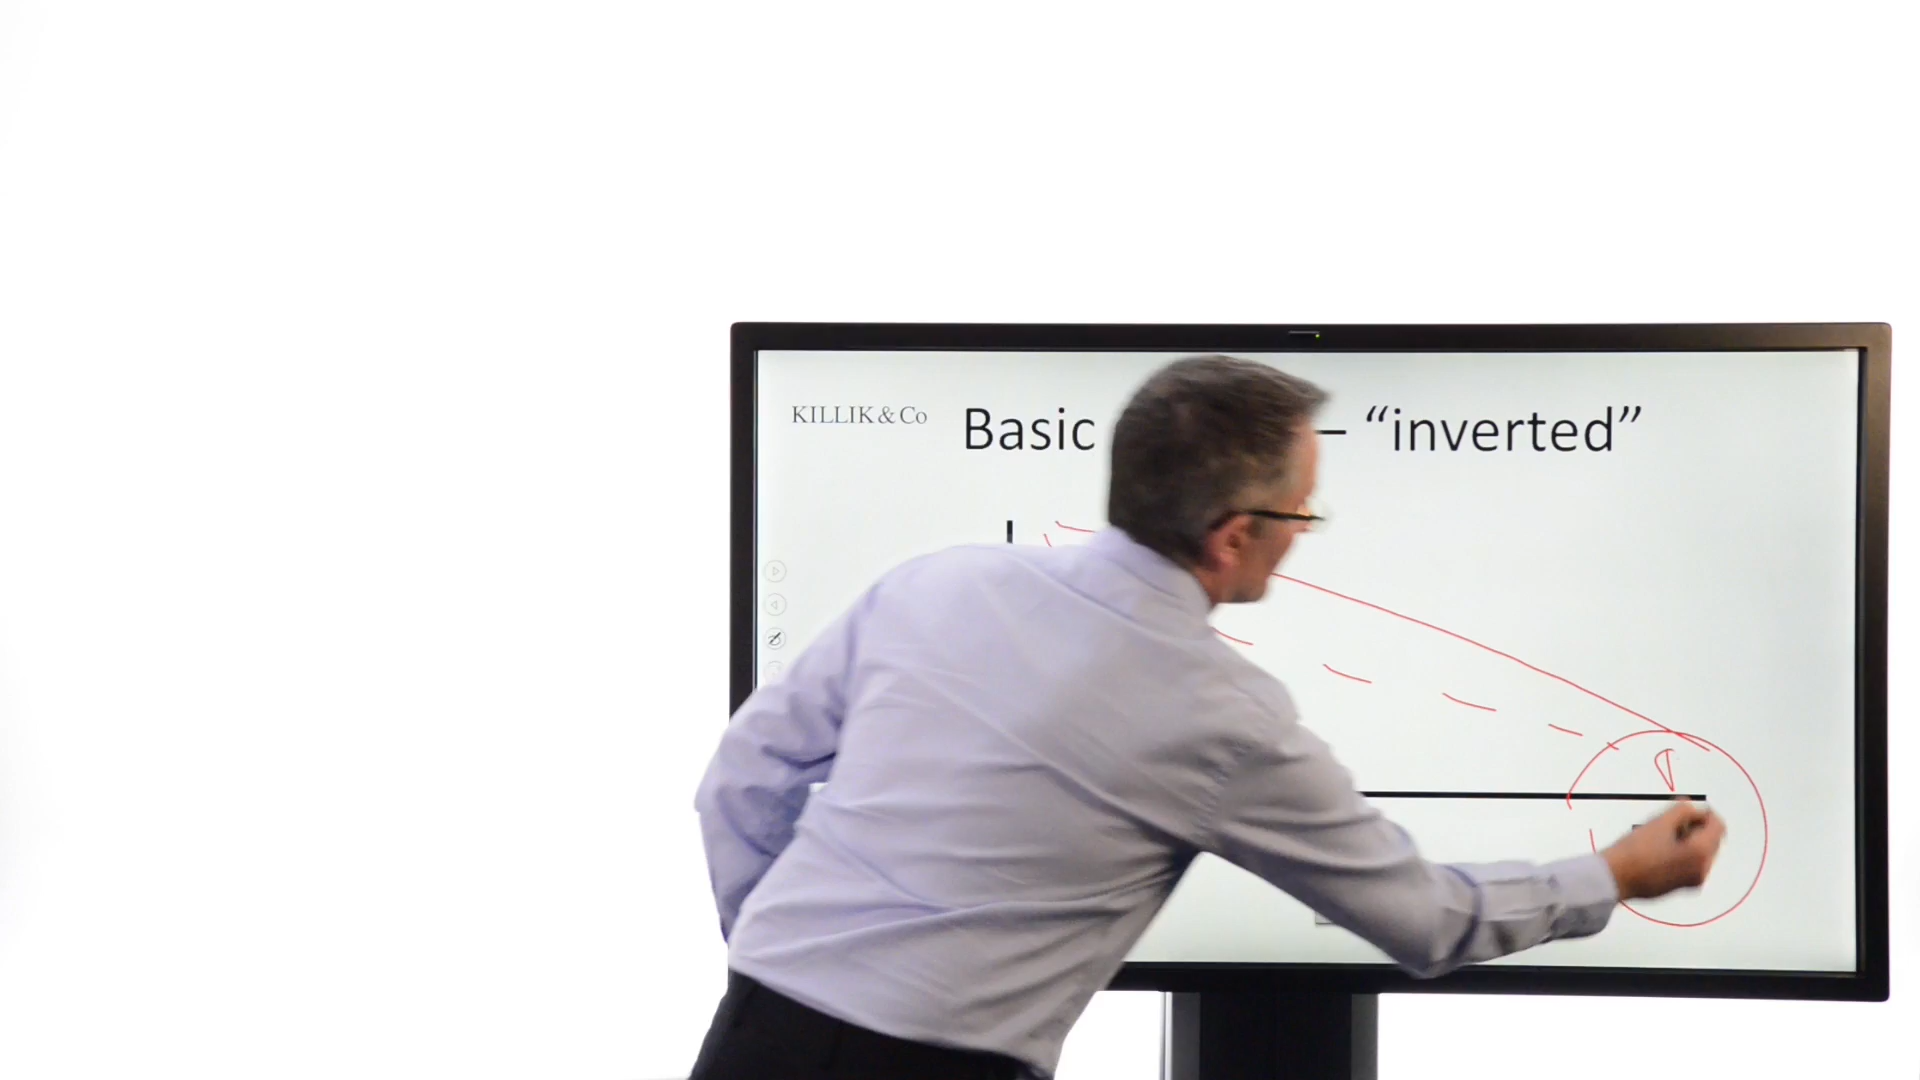 KILLIK & Co
Basic – “inverted”